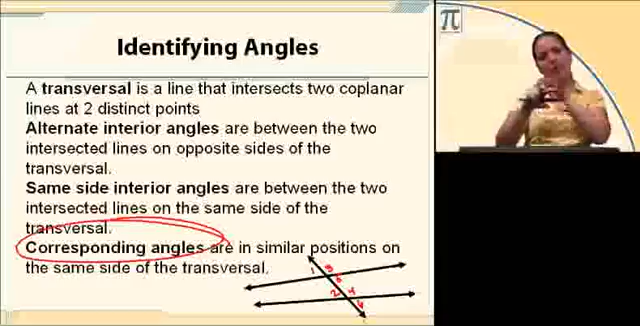 Identifying Angles
π
A transversal is a line that intersects two coplanar
lines at 2 distinct points
Alternate interior angles are between the two
intersected lines on opposite sides of the
transversal.
Same side interior angles are between the two
intersected lines on the same side of the
transversal.
Corresponding angles are in similar positions on
the same side of the transversal.
1
2 4